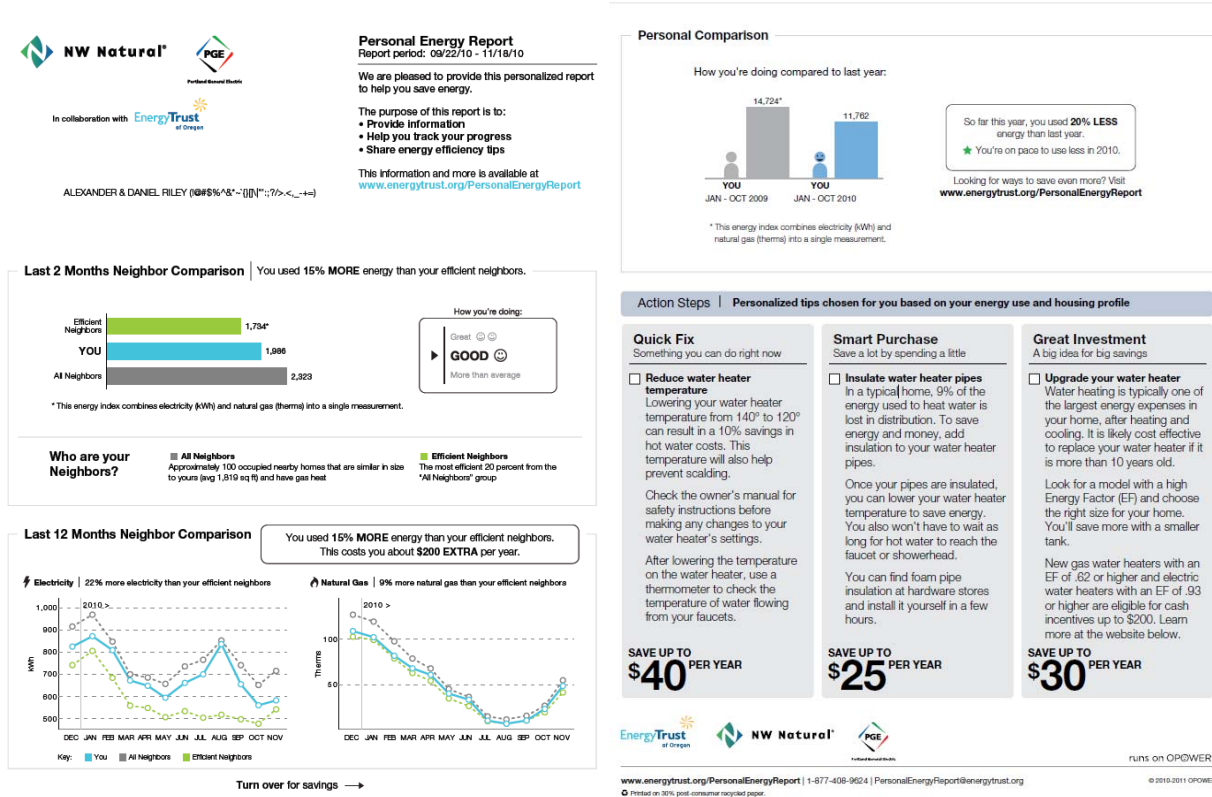 NW Natural®
PGE
Portland General Electric
In collaboration with EnergyTrust
of Oregon
ALEXANDER & DANIEL RILEY (!@#$%^&*~`{}[]\|"':;?/>.<,_-+=)
Personal Energy Report
Report period: 09/22/10 - 11/18/10
We are pleased to provide this personalized report
to help you save energy.
The purpose of this report is to:
• Provide information
• Help you track your progress
• Share energy efficiency tips
This information and more is available at
www.energytrust.org/PersonalEnergyReport
Last 2 Months Neighbor Comparison | You used 15% MORE energy than your efficient neighbors.
Efficient
Neighbors
1,734*
YOU
1,986
All Neighbors
2,323
How you're doing:
Great
GOOD
More than average
* This energy index combines electricity (kWh) and natural gas (therms) into a single measurement.
Who are your
Neighbors?
All Neighbors
Approximately 100 occupied nearby homes that are similar in size
to yours (avg 1,819 sq ft) and have gas heat
Efficient Neighbors
The most efficient 20 percent from the
"All Neighbors" group
Last 12 Months Neighbor Comparison
You used 15% MORE energy than your efficient neighbors.
This costs you about $200 EXTRA per year.
Electricity | 22% more electricity than your efficient neighbors
2010 >
1,000
900
800
700
600
500
kWh
DEC JAN FEB MAR APR MAY JUN JUL AUG SEP OCT NOV
Natural Gas | 9% more natural gas than your efficient neighbors
2010 >
100
50
Therms
DEC JAN FEB MAR APR MAY JUN JUL AUG SEP OCT NOV
Key: You All Neighbors Efficient Neighbors
Turn over for savings →
Personal Comparison
How you're doing compared to last year:
14,724*
11,762
YOU
JAN - OCT 2009
YOU
JAN - OCT 2010
* This energy index combines electricity (kWh) and
natural gas (therms) into a single measurement.
So far this year, you used 20% LESS
energy than last year.
★ You're on pace to use less in 2010.
Looking for ways to save even more? Visit
www.energytrust.org/PersonalEnergyReport
Action Steps | Personalized tips chosen for you based on your energy use and housing profile
Quick Fix
Something you can do right now
Reduce water heater
temperature
Lowering your water heater
temperature from 140° to 120°
can result in a 10% savings in
hot water costs. This
temperature will also help
prevent scalding.
Check the owner's manual for
safety instructions before
making any changes to your
water heater's settings.
After lowering the temperature
on the water heater, use a
thermometer to check the
temperature of water flowing
from your faucets.
SAVE UP TO
$40 PER YEAR
Smart Purchase
Save a lot by spending a little
Insulate water heater pipes
In a typical home, 9% of the
energy used to heat water is
lost in distribution. To save
energy and money, add
insulation to your water heater
pipes.
Once your pipes are insulated,
you can lower your water heater
temperature to save energy.
You also won't have to wait as
long for hot water to reach the
faucet or showerhead.
You can find foam pipe
insulation at hardware stores
and install it yourself in a few
hours.
SAVE UP TO
$25 PER YEAR
Great Investment
A big idea for big savings
Upgrade your water heater
Water heating is typically one of
the largest energy expenses in
your home, after heating and
cooling. It is likely cost effective
to replace your water heater if it
is more than 10 years old.
Look for a model with a high
Energy Factor (EF) and choose
the right size for your home.
You'll save more with a smaller
tank.
New gas water heaters with an
EF of .62 or higher and electric
water heaters with an EF of .93
or higher are eligible for cash
incentives up to $200. Learn
more at the website below.
SAVE UP TO
$30 PER YEAR
EnergyTrust
of Oregon
NW Natural®
PGE
Portland General Electric
runs on OPOWER
www.energytrust.org/PersonalEnergyReport | 1-877-408-9624 | PersonalEnergyReport@energytrust.org
© 2010-2011 OPOWER
Printed on 30% post-consumer recycled paper.